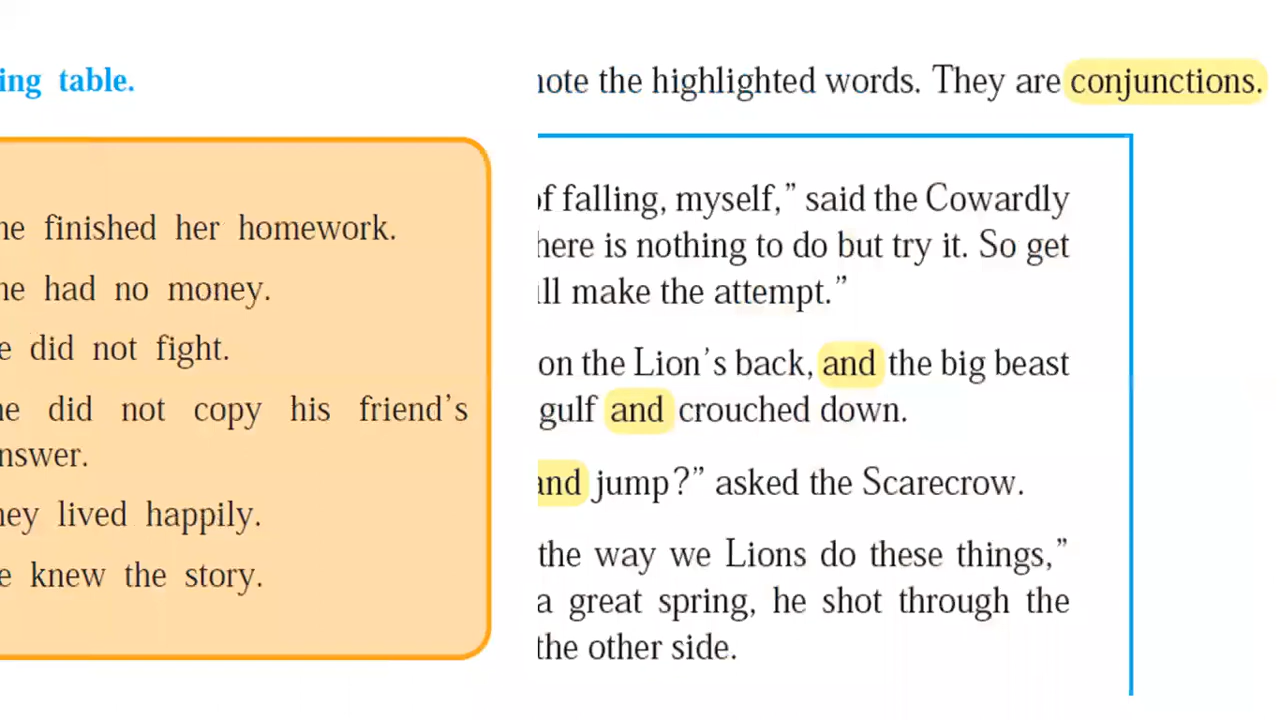 ing table.
he finished her homework.
he had no money.
e did not fight.
he did not copy his friend's
nswer.
hey lived happily.
e knew the story.
note the highlighted words. They are conjunctions.
of falling, myself,” said the Cowardly
here is nothing to do but try it. So get
ill make the attempt.”
on the Lion's back, and the big beast
gulf and crouched down.
and jump?” asked the Scarecrow.
the way we Lions do these things,”
a great spring, he shot through the
the other side.